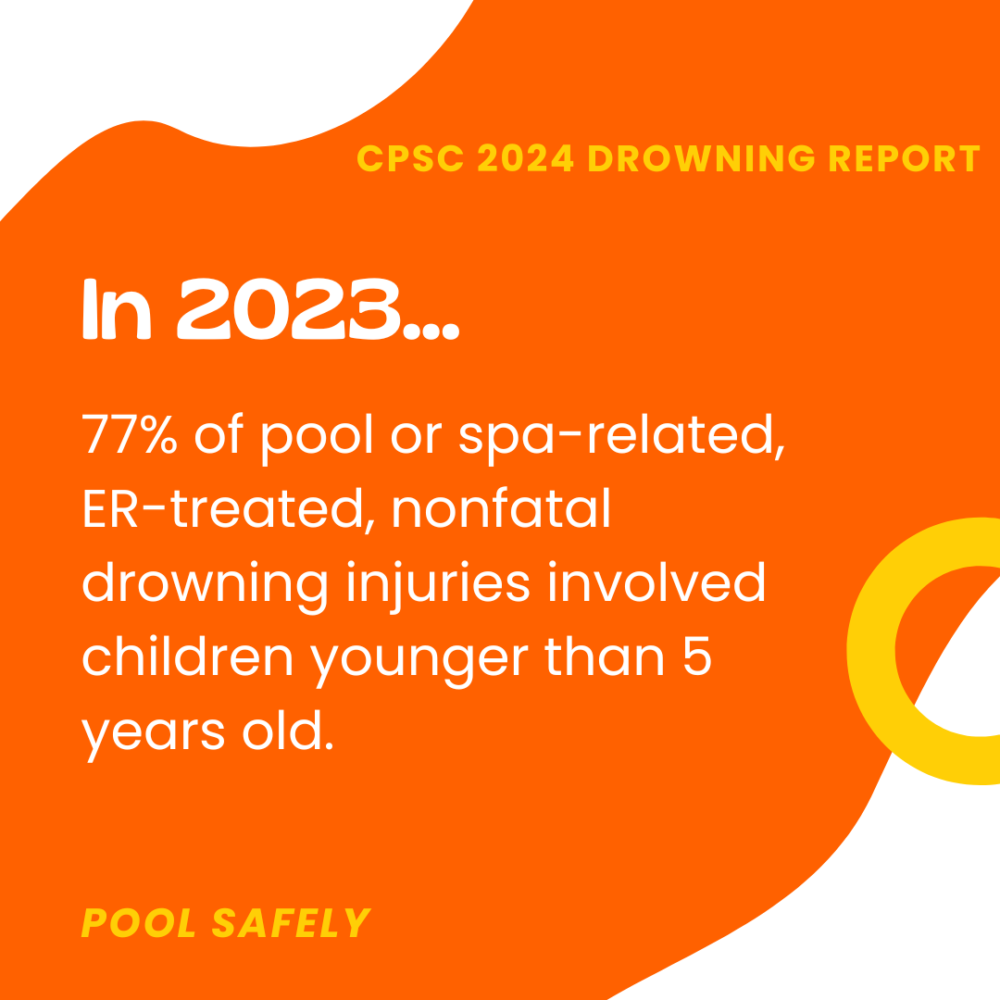 CPSC 2024 DROWNING REPORT
In 2023...
77% of pool or spa-related,
ER-treated, nonfatal
drowning injuries involved
children younger than 5
years old.
POOL SAFELY